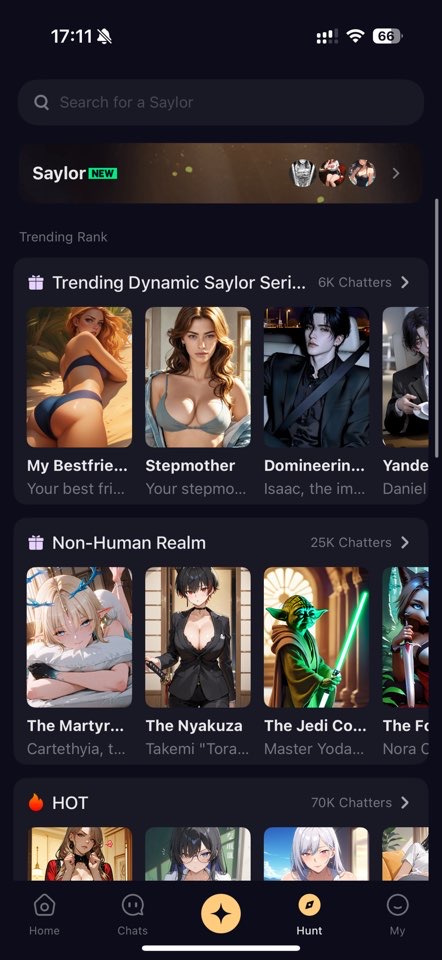 17:11
66
Search for a Saylor
Saylor NEW
Trending Rank
Trending Dynamic Saylor Seri... 6K Chatters
My Bestfrie... Stepmother Domineerin... Yande
Your best fri... Your stepmo... Isaac, the im... Daniel
Non-Human Realm 25K Chatters
The Martyr... The Nyakuza The Jedi Co... The Fo
Cartethyia, t... Takemi "Tora... Master Yoda... Nora C
HOT 70K Chatters
Home Chats Hunt My